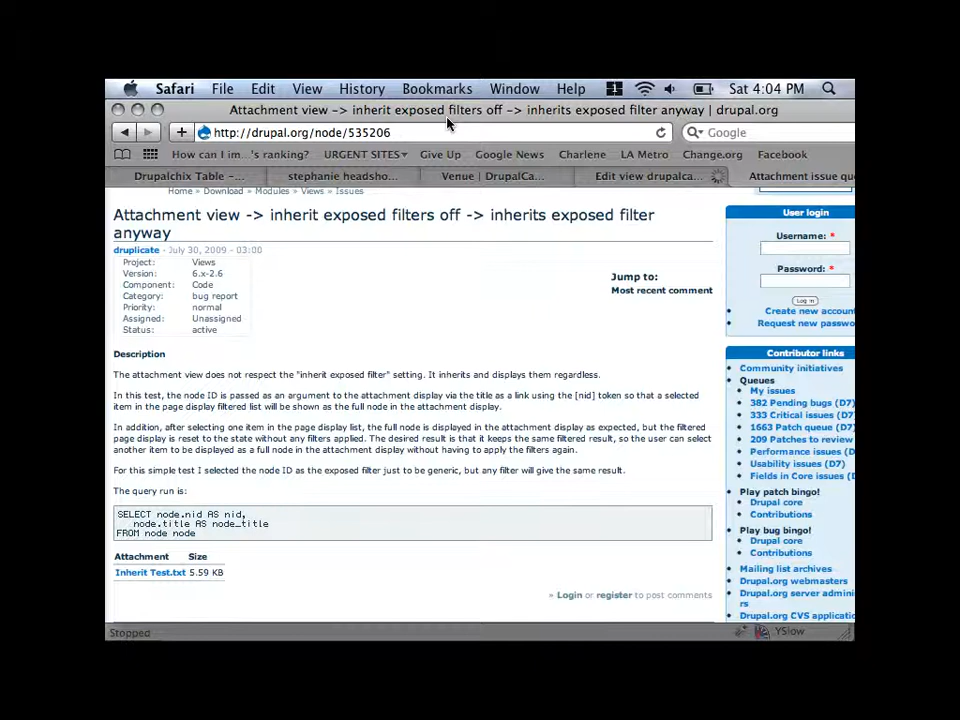 Safari File Edit View History Bookmarks Window Help 1 Sat 4:04 PM
Attachment view -> inherit exposed filters off -> inherits exposed filter anyway | drupal.org
http://drupal.org/node/535206 Google
How can I im...'s ranking? URGENT SITES Give Up Google News Charlene LA Metro Change.org Facebook
Drupalchix Table -... stephanie headsho... Venue | DrupalCa... Edit view drupalca... Attachment issue qu
Home » Download » Modules » Views » Issues
Attachment view -> inherit exposed filters off -> inherits exposed filter
anyway
druplicate - July 30, 2009 - 03:00
Project: Views
Version: 6.x-2.6
Component: Code
Category: bug report
Priority: normal
Assigned: Unassigned
Status: active
Jump to:
Most recent comment
Description
The attachment view does not respect the "inherit exposed filter" setting. It inherits and displays them regardless.
In this test, the node ID is passed as an argument to the attachment display via the title as a link using the [nid] token so that a selected
item in the page display filtered list will be shown as the full node in the attachment display.
In addition, after selecting one item in the page display list, the full node is displayed in the attachment display as expected, but the filtered
page display is reset to the state without any filters applied. The desired result is that it keeps the same filtered result, so the user can select
another item to be displayed as a full node in the attachment display without having to apply the filters again.
For this simple test I selected the node ID as the exposed filter just to be generic, but any filter will give the same result.
The query run is:
SELECT node.nid AS nid,
node.title AS node_title
FROM node node
Attachment Size
Inherit Test.txt 5.59 KB
» Login or register to post comments
User login
Username: *
Password: *
Log in
Create new accoun
Request new passwo
Contributor links
Community initiatives
Queues
My issues
382 Pending bugs (D7)
333 Critical issues (D7
1663 Patch queue (D7)
209 Patches to review
Performance issues (D
Usability issues (D7)
Fields in Core issues (D
Play patch bingo!
Drupal core
Contributions
Play bug bingo!
Drupal core
Contributions
Mailing list archives
Drupal.org webmasters
Drupal.org server admini
rs
Drupal.org CVS applicatio
Stopped YSlow